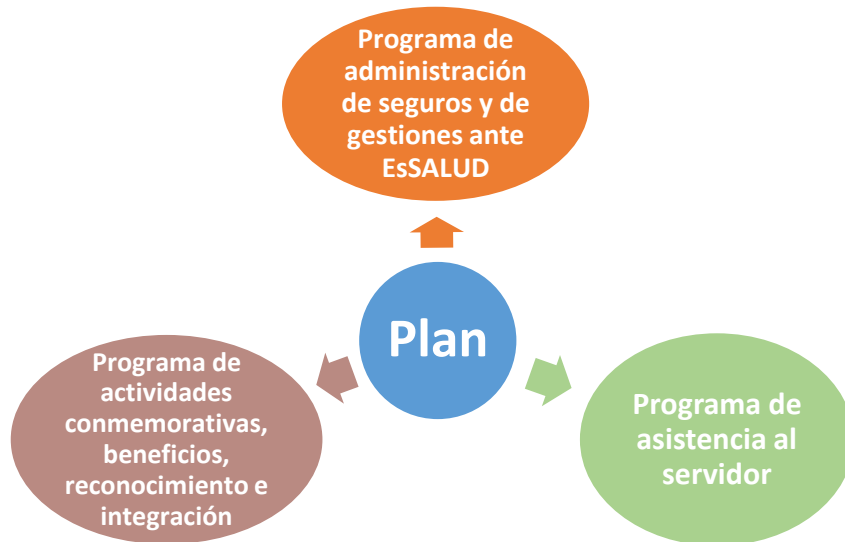 Programa de
administración
de seguros y de
gestiones ante
EsSALUD
Plan
Programa de
actividades
conmemorativas,
beneficios,
reconocimiento e
integración
Programa de
asistencia al
servidor